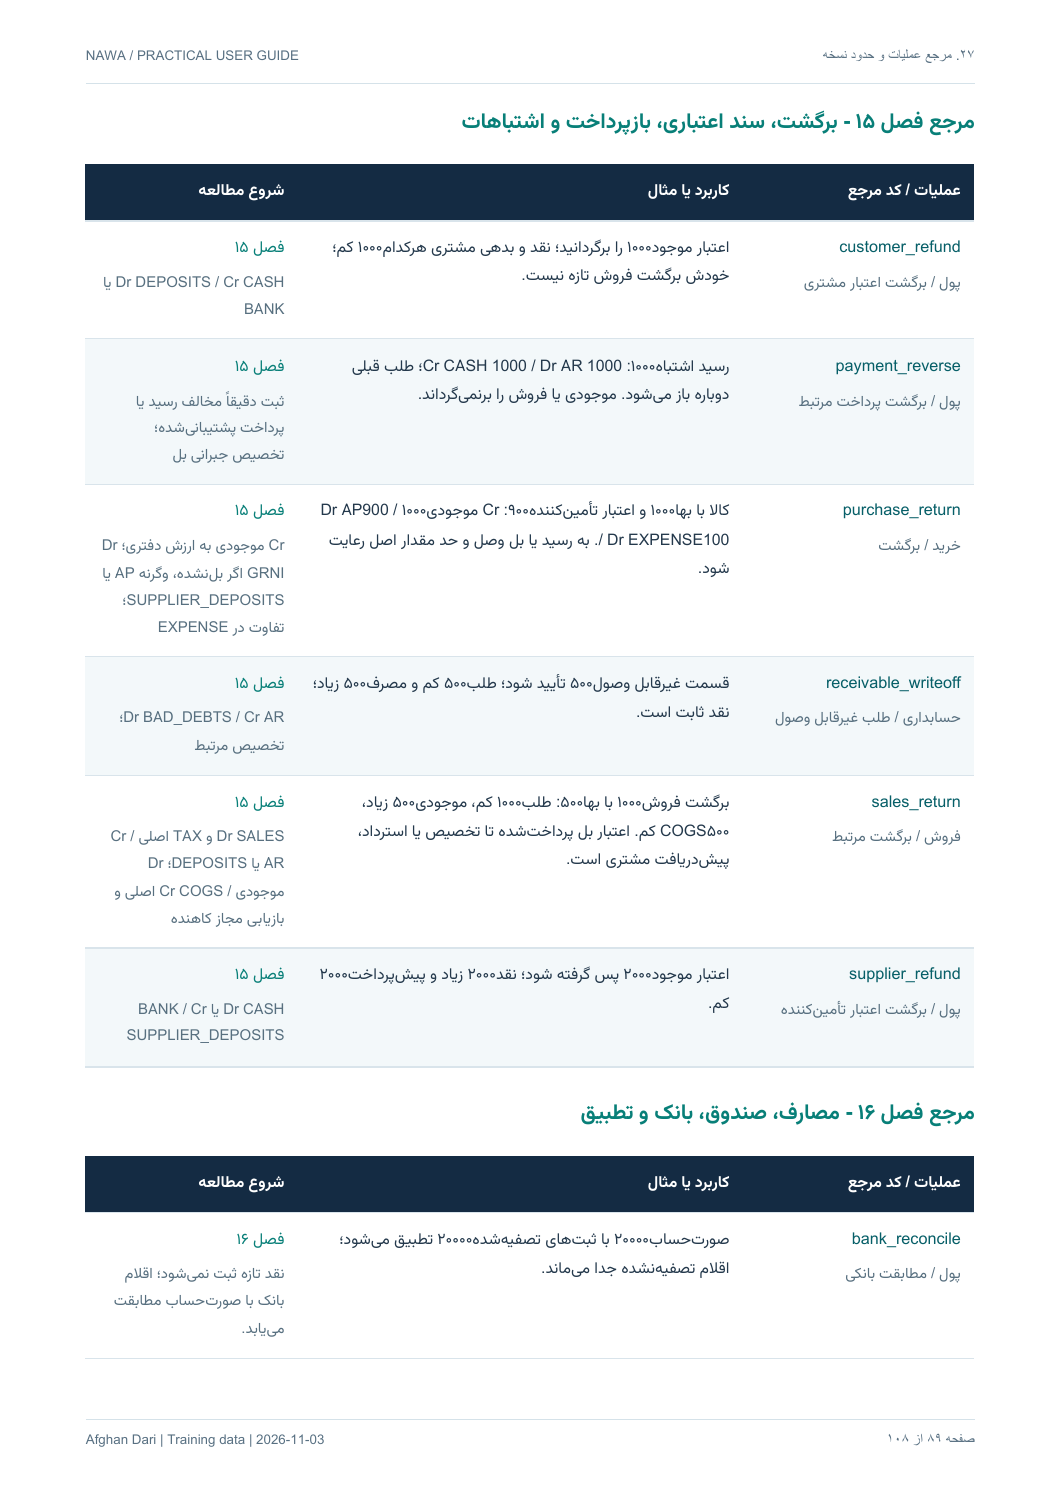 ۲۷. مرجع عملیات و حدود نسخه
NAWA / PRACTICAL USER GUIDE
مرجع فصل ۱۵ - برگشت، سند اعتباری، بازپرداخت و اشتباهات
عملیات / کد مرجع
کاربرد یا مثال
شروع مطالعه
customer_refund
پول / برگشت اعتبار مشتری
اعتبار موجود۱۰۰۰ را برگردانید؛ نقد و بدهی مشتری هرکدام۱۰۰۰ کم؛
خودش برگشت فروش تازه نیست.
فصل ۱۵
Dr DEPOSITS / Cr CASH یا
BANK
payment_reverse
پول / برگشت پرداخت مرتبط
رسید اشتباه۱۰۰۰: Cr CASH 1000 / Dr AR 1000؛ طلب قبلی
دوباره باز می‌شود. موجودی یا فروش را برنمی‌گرداند.
فصل ۱۵
ثبت دقیقاً مخالف رسید یا
پرداخت پشتیبانی‌شده؛
تخصیص جبرانی بل
purchase_return
خرید / برگشت
کالا با بها۱۰۰۰ و اعتبار تأمین‌کننده۹۰۰: Cr موجودی۱۰۰۰ / Dr AP900
/ Dr EXPENSE100. به رسید یا بل وصل و حد مقدار اصل رعایت
شود.
فصل ۱۵
Cr موجودی به ارزش دفتری؛ Dr
GRNI اگر بل‌نشده، وگرنه AP یا
SUPPLIER_DEPOSITS؛
تفاوت در EXPENSE
receivable_writeoff
حسابداری / طلب غیرقابل وصول
قسمت غیرقابل وصول۵۰۰ تأیید شود؛ طلب۵۰۰ کم و مصرف۵۰۰ زیاد؛
نقد ثابت است.
فصل ۱۵
Dr BAD_DEBTS / Cr AR؛
تخصیص مرتبط
sales_return
فروش / برگشت مرتبط
برگشت فروش۱۰۰۰ با بها۵۰۰: طلب۱۰۰۰ کم، موجودی۵۰۰ زیاد،
COGS۵۰۰ کم. اعتبار بل پرداخت‌شده تا تخصیص یا استرداد،
پیش‌دریافت مشتری است.
فصل ۱۵
Dr SALES و TAX اصلی / Cr
AR یا DEPOSITS؛ Dr
موجودی / Cr COGS اصلی و
بازیابی مجاز کاهنده
supplier_refund
پول / برگشت اعتبار تأمین‌کننده
اعتبار موجود۲۰۰۰ پس گرفته شود؛ نقد۲۰۰۰ زیاد و پیش‌پرداخت۲۰۰۰
کم.
فصل ۱۵
Dr CASH یا BANK / Cr
SUPPLIER_DEPOSITS
مرجع فصل ۱۶ - مصارف، صندوق، بانک و تطبیق
عملیات / کد مرجع
کاربرد یا مثال
شروع مطالعه
bank_reconcile
پول / مطابقت بانکی
صورت‌حساب۲۰۰۰۰ با ثبت‌های تصفیه‌شده۲۰۰۰۰ تطبیق می‌شود؛
اقلام تصفیه‌نشده جدا می‌ماند.
فصل ۱۶
نقد تازه ثبت نمی‌شود؛ اقلام
بانک با صورت‌حساب مطابقت
می‌یابد.
صفحه ۸۹ از ۱۰۸
Afghan Dari | Training data | 2026-11-03